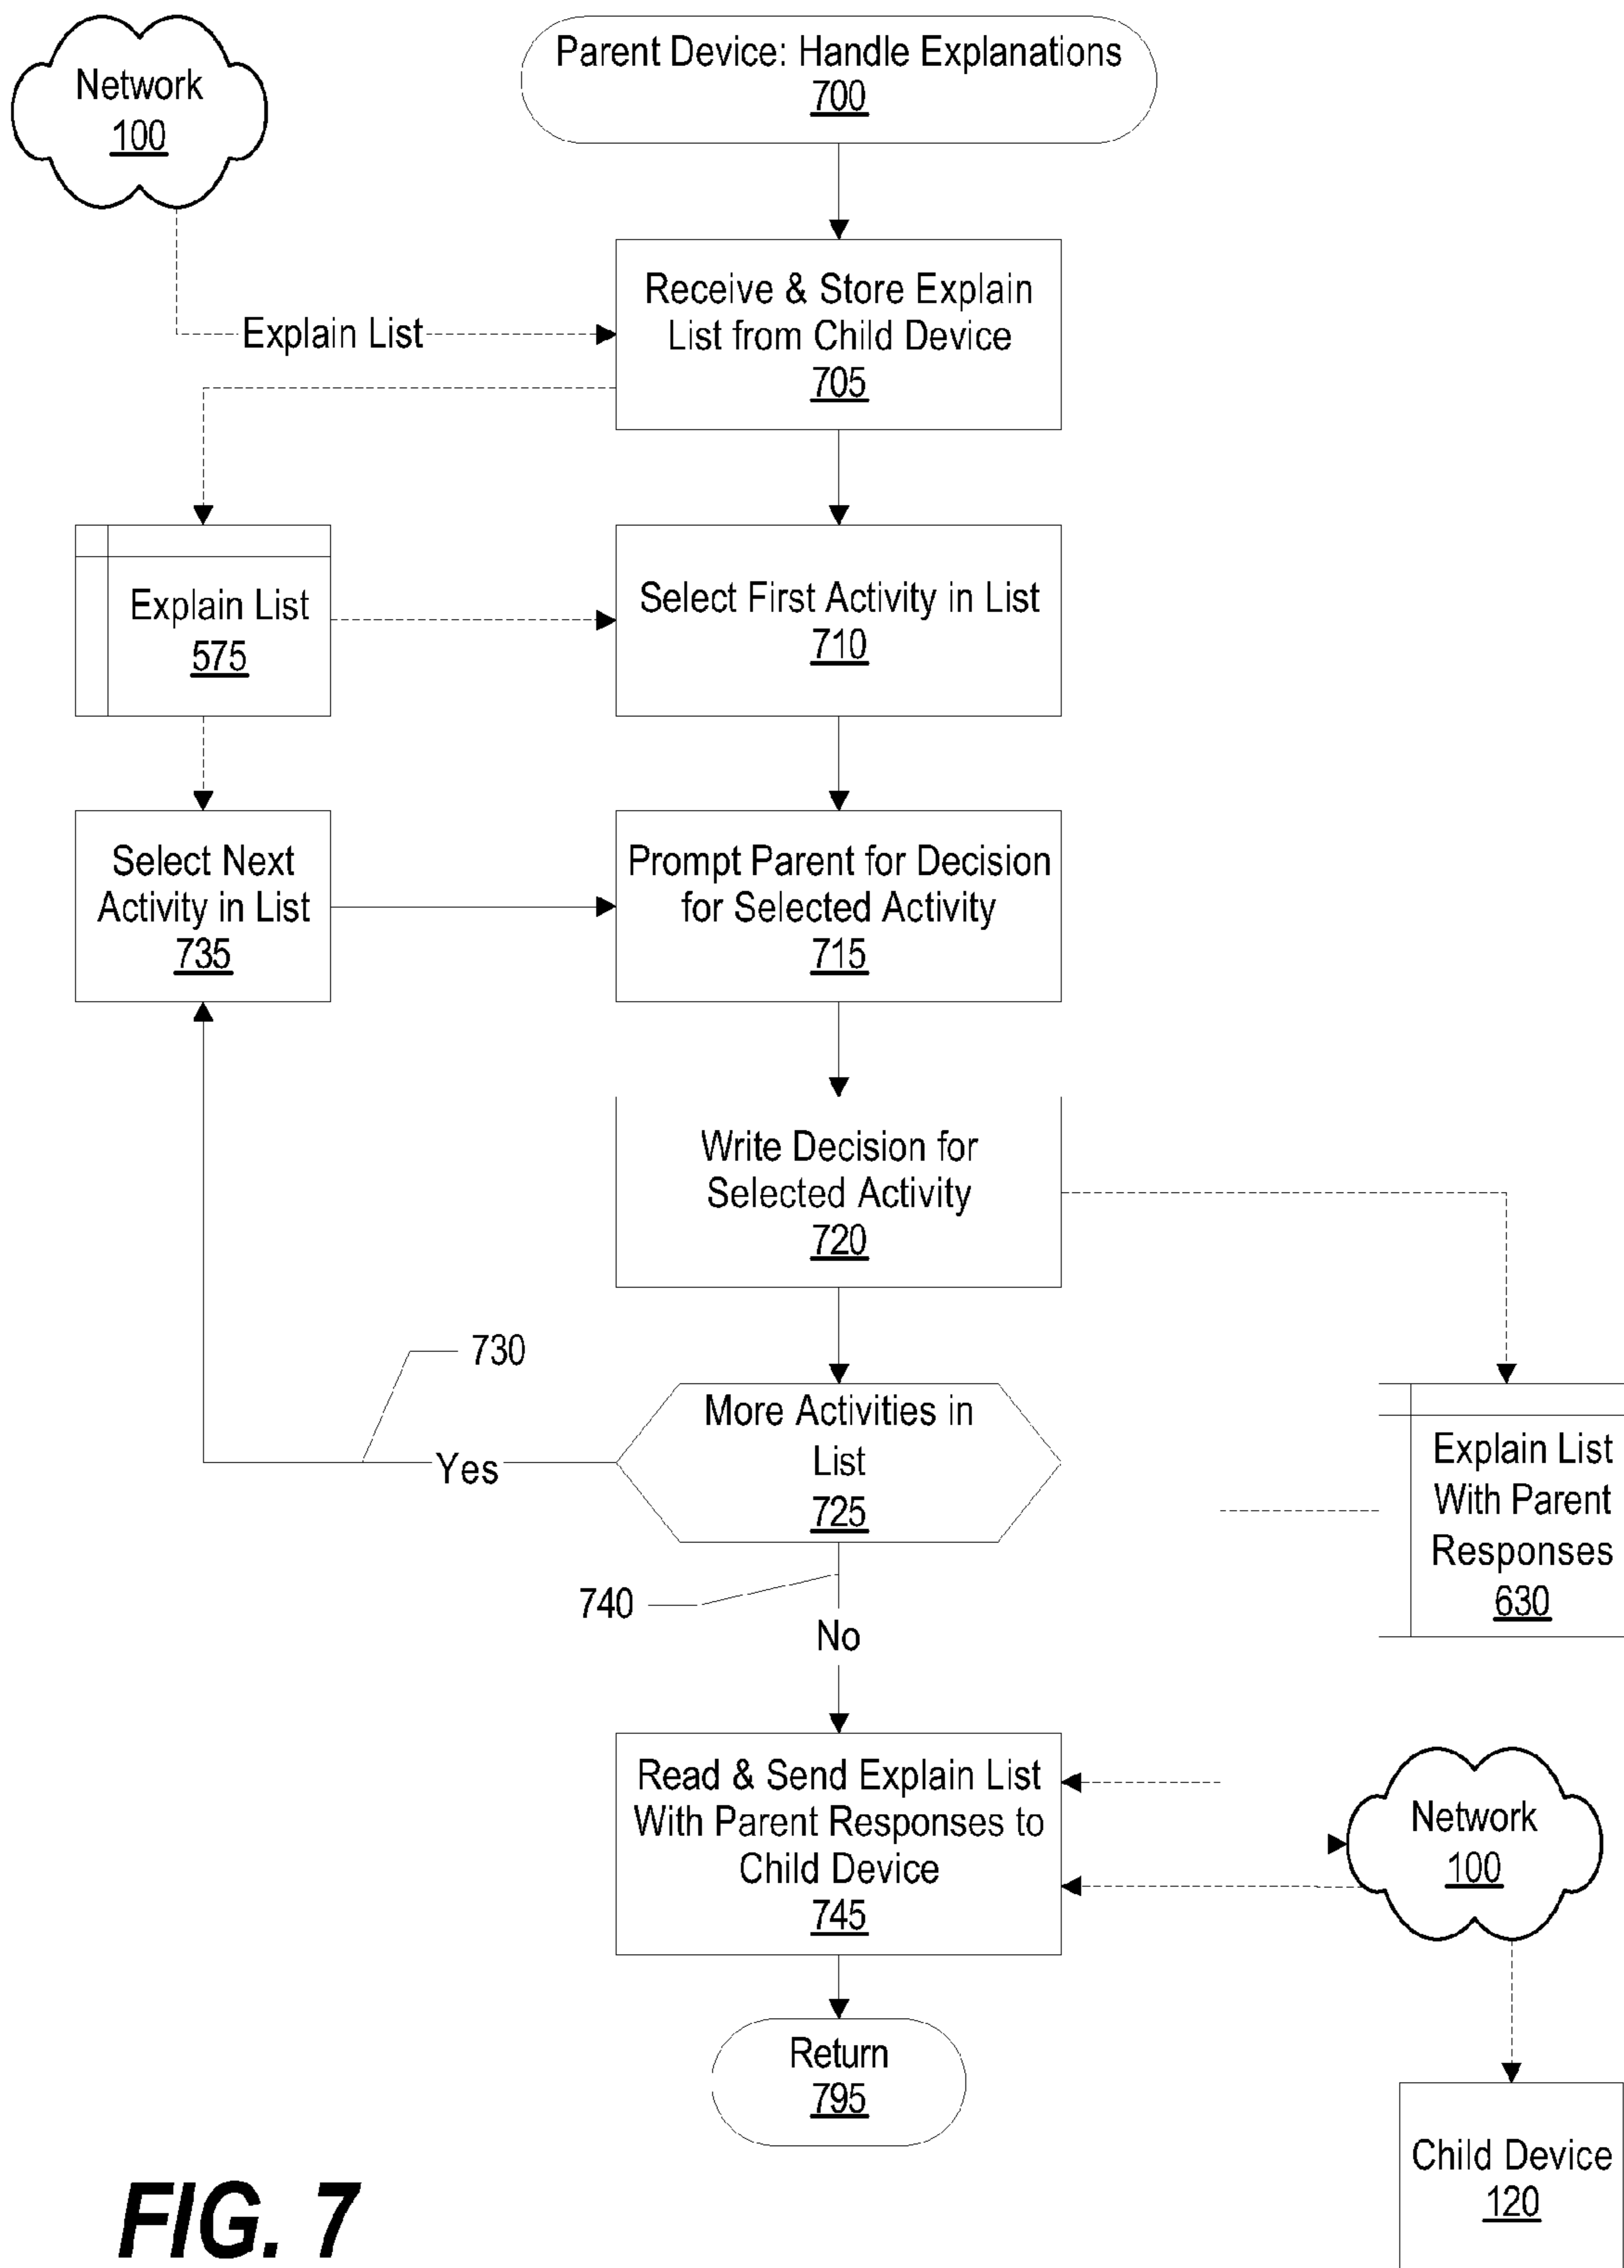 Network
100
Parent Device: Handle Explanations
700
Explain List
Receive & Store Explain
List from Child Device
705
Explain List
575
Select First Activity in List
710
Select Next
Activity in List
735
Prompt Parent for Decision
for Selected Activity
715
Write Decision for
Selected Activity
720
730
Yes
More Activities in
List
725
Explain List
With Parent
Responses
630
740
No
Read & Send Explain List
With Parent Responses to
Child Device
745
Network
100
Return
795
Child Device
120
FIG. 7